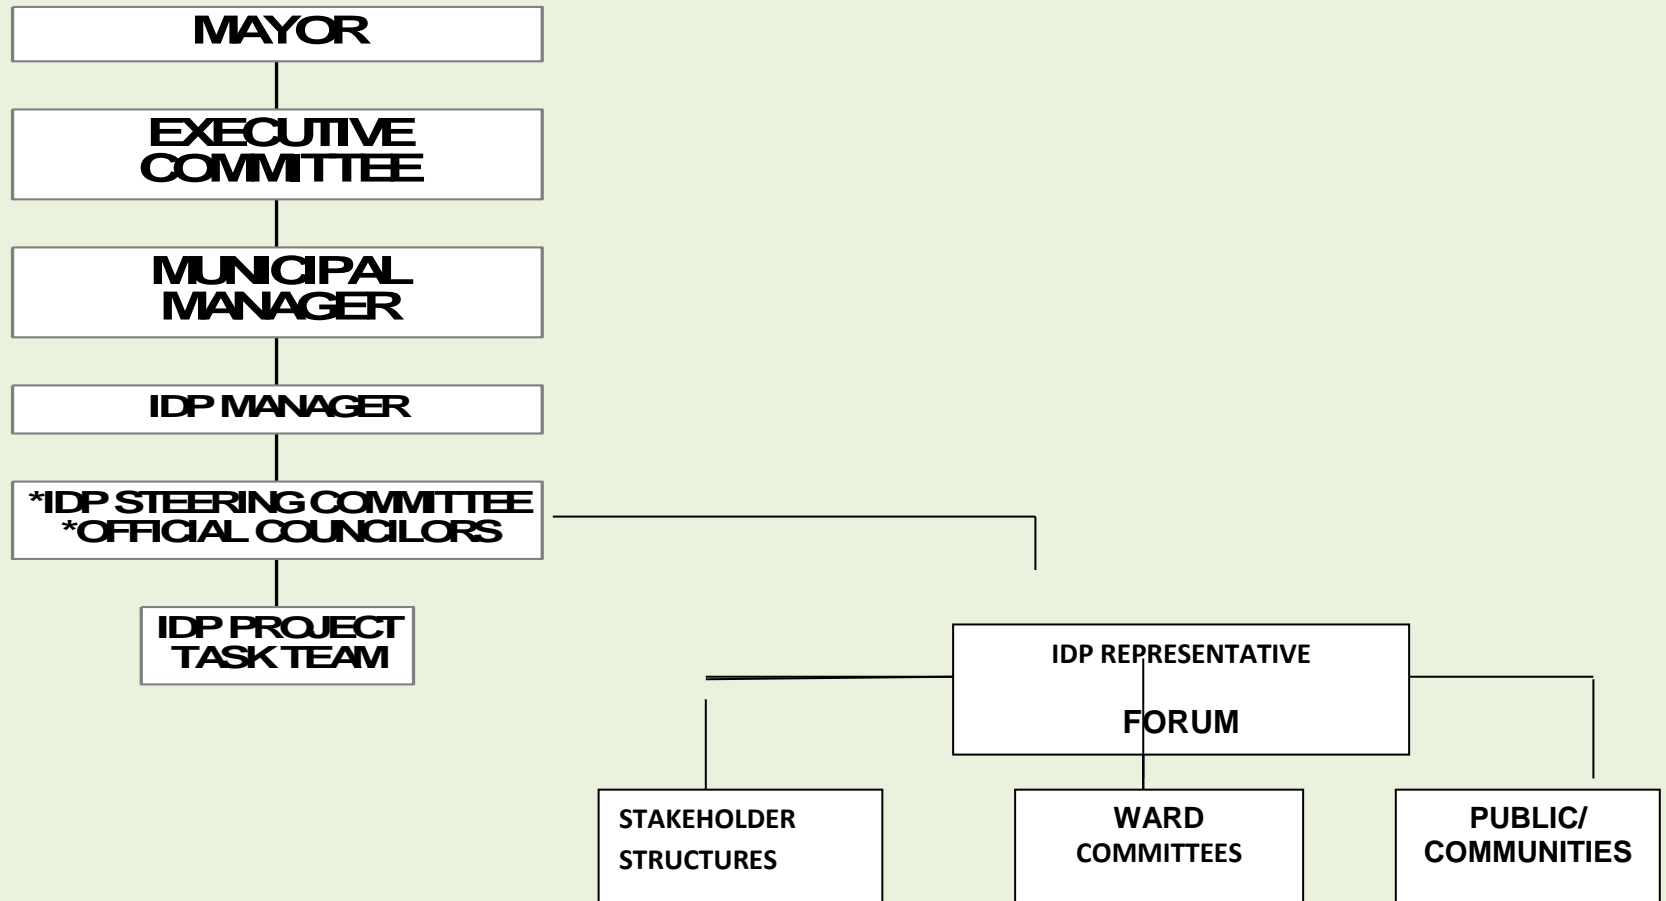 MAYOR
EXECUTIVE
COMMITTEE
MUNICIPAL
MANAGER
IDP MANAGER
*IDP STEERING COMMITTEE
*OFFICIAL COUNCILORS
IDP PROJECT
TASK TEAM
IDP REPRESENTATIVE
FORUM
STAKEHOLDER
STRUCTURES
WARD
COMMITTEES
PUBLIC/
COMMUNITIES